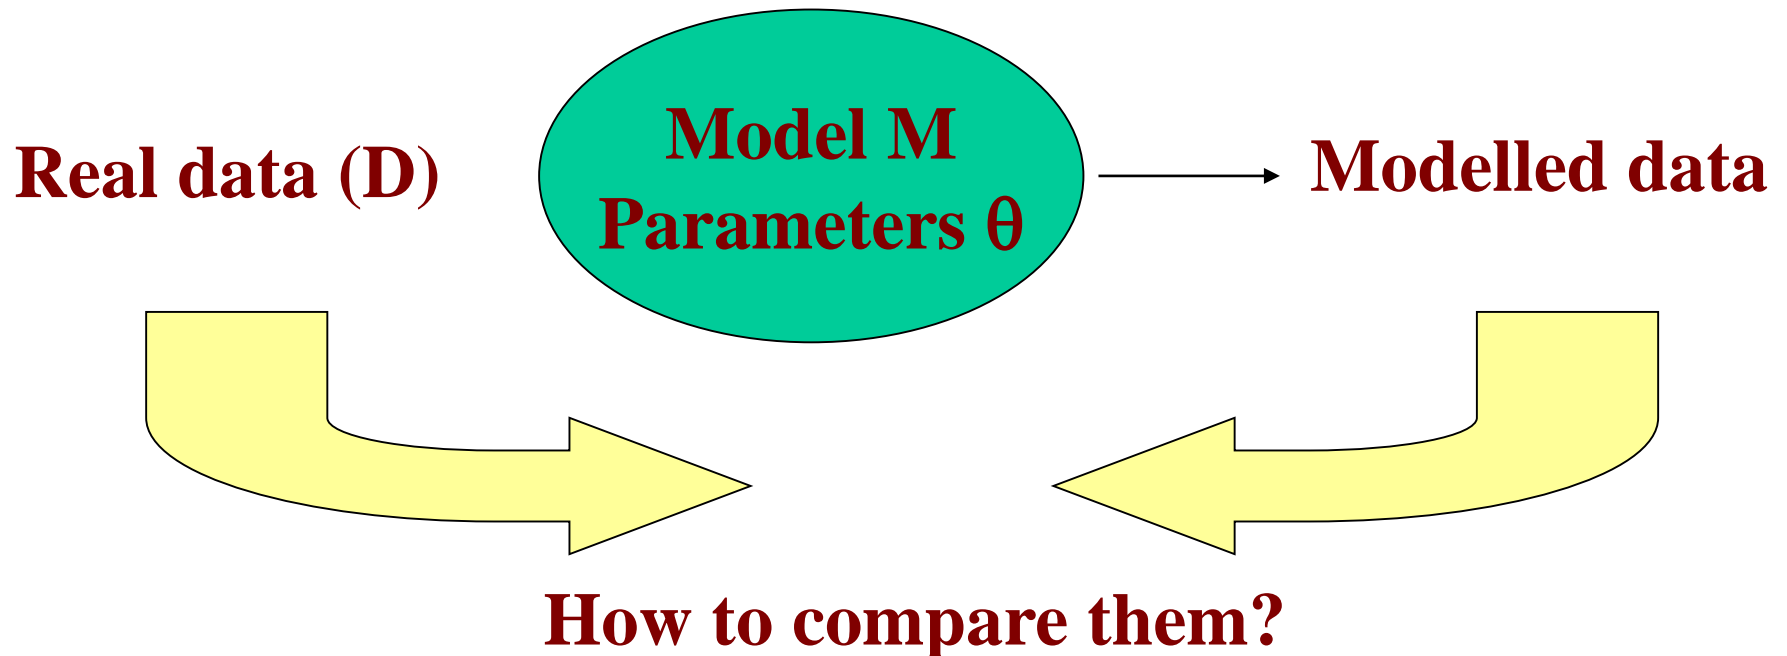 Real data (D)
Model M
Parameters θ
Modelled data
How to compare them?